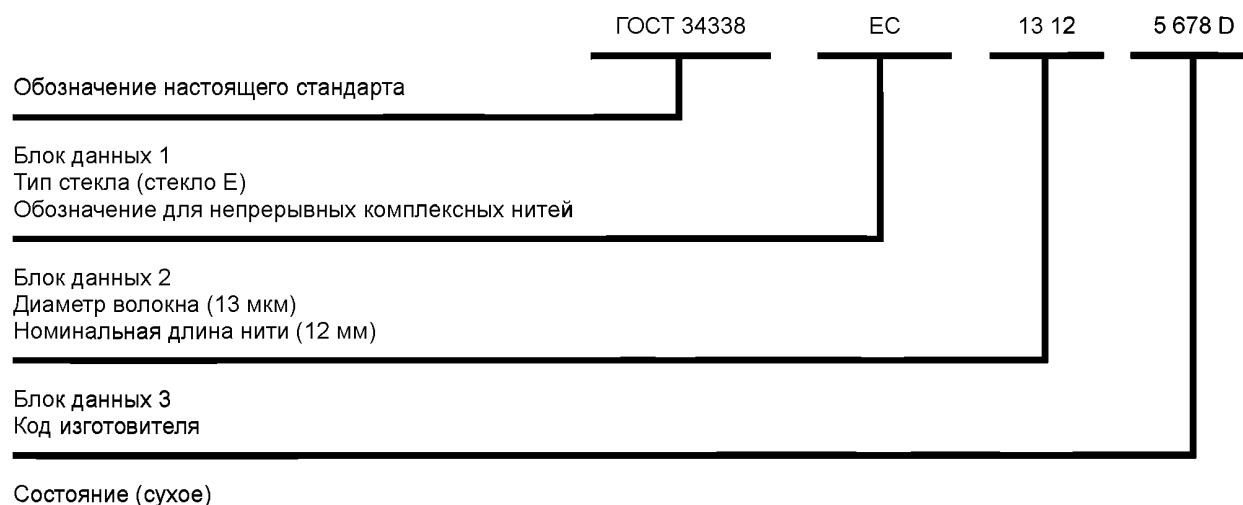 ГОСТ 34338 ЕС 13 12 5 678 D
Обозначение настоящего стандарта
Блок данных 1
Тип стекла (стекло Е)
Обозначение для непрерывных комплексных нитей
Блок данных 2
Диаметр волокна (13 мкм)
Номинальная длина нити (12 мм)
Блок данных 3
Код изготовителя
Состояние (сухое)